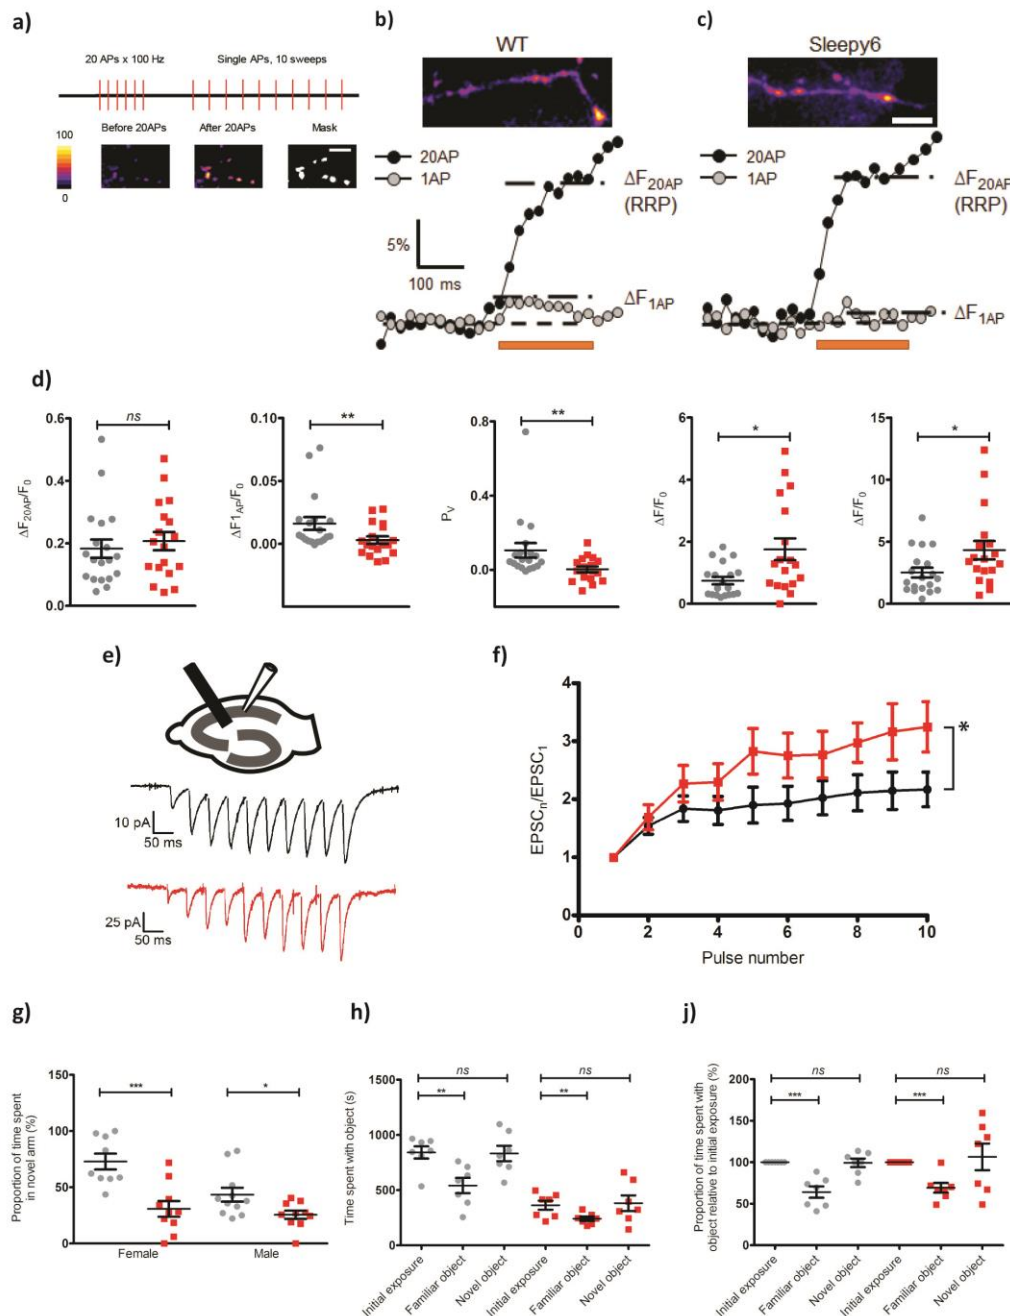 a)
20 APs x 100 Hz
Single APs, 10 sweeps
Before 20APs
After 20APs
Mask
100
0
b)
WT
20AP
1AP
5%
100 ms
ΔF20AP
(RRP)
ΔF1AP
c)
Sleepy6
20AP
1AP
ΔF20AP
(RRP)
ΔF1AP
d)
ns
ΔF20AP/F0
0.6
0.4
0.2
0.0
**
ΔF1AP/F0
0.10
0.05
0.00
**
PV
0.8
0.4
0.0
*
ΔF/F0
6
4
2
0
*
ΔF/F0
15
10
5
0
e)
10 pA
50 ms
25 pA
50 ms
f)
EPSCn/EPSC1
4
3
2
1
0
*
0 2 4 6 8 10
Pulse number
g)
Proportion of time spent
in novel arm (%)
150
100
50
0
***
*
Female Male
h)
Time spent with object (s)
1500
1000
500
0
ns
ns
**
**
Initial exposure
Familiar object
Novel object
Initial exposure
Familiar object
Novel object
j)
Proportion of time spent with
object relative to initial exposure (%)
200
150
100
50
0
ns
ns
***
***
Initial exposure
Familiar object
Novel object
Initial exposure
Familiar object
Novel object